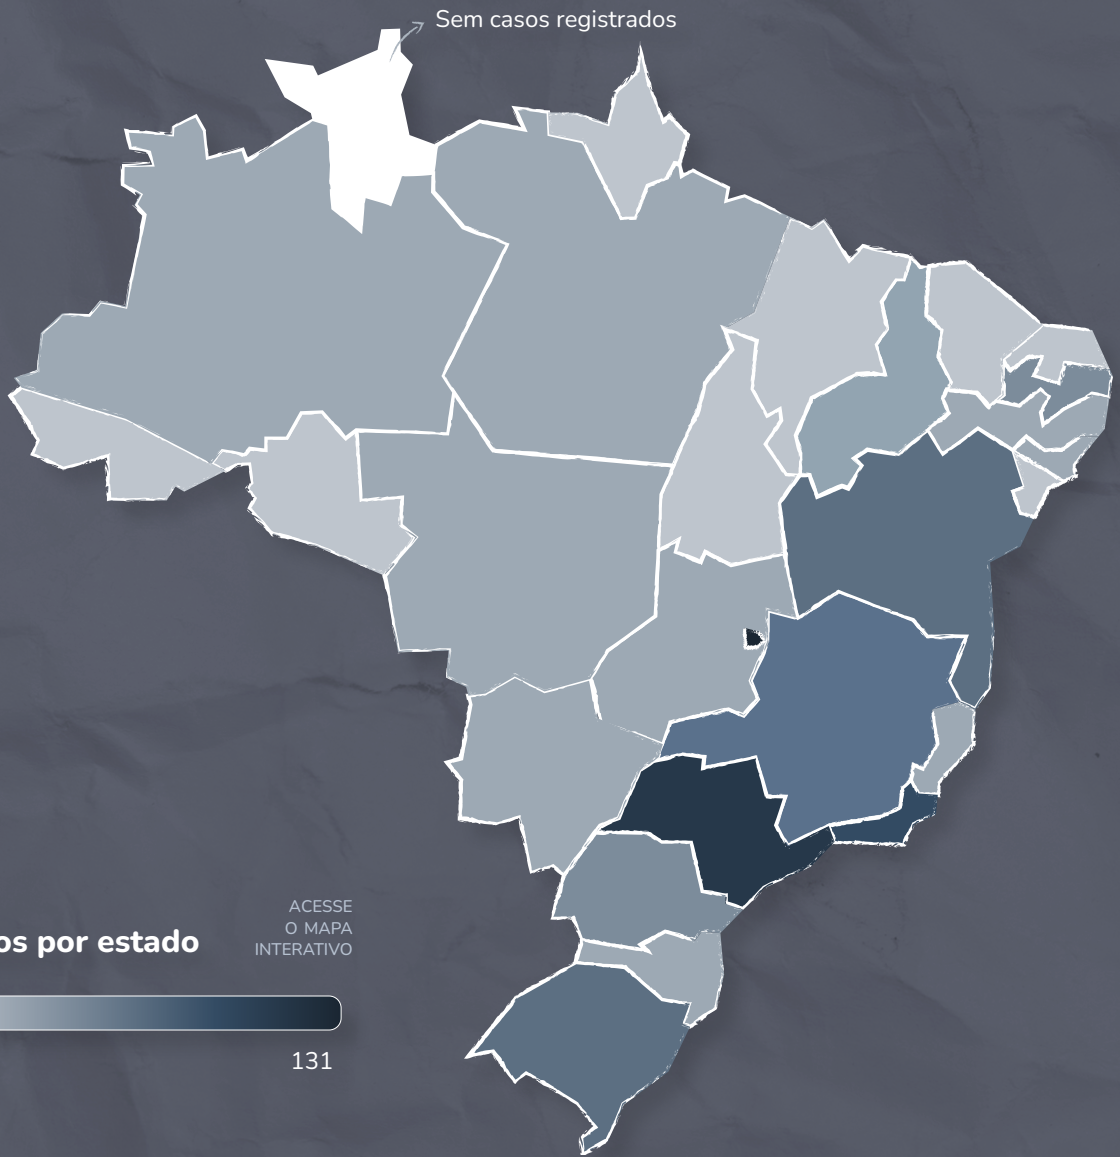 Sem casos registrados
ACESSE
O MAPA
INTERATIVO
os por estado
131